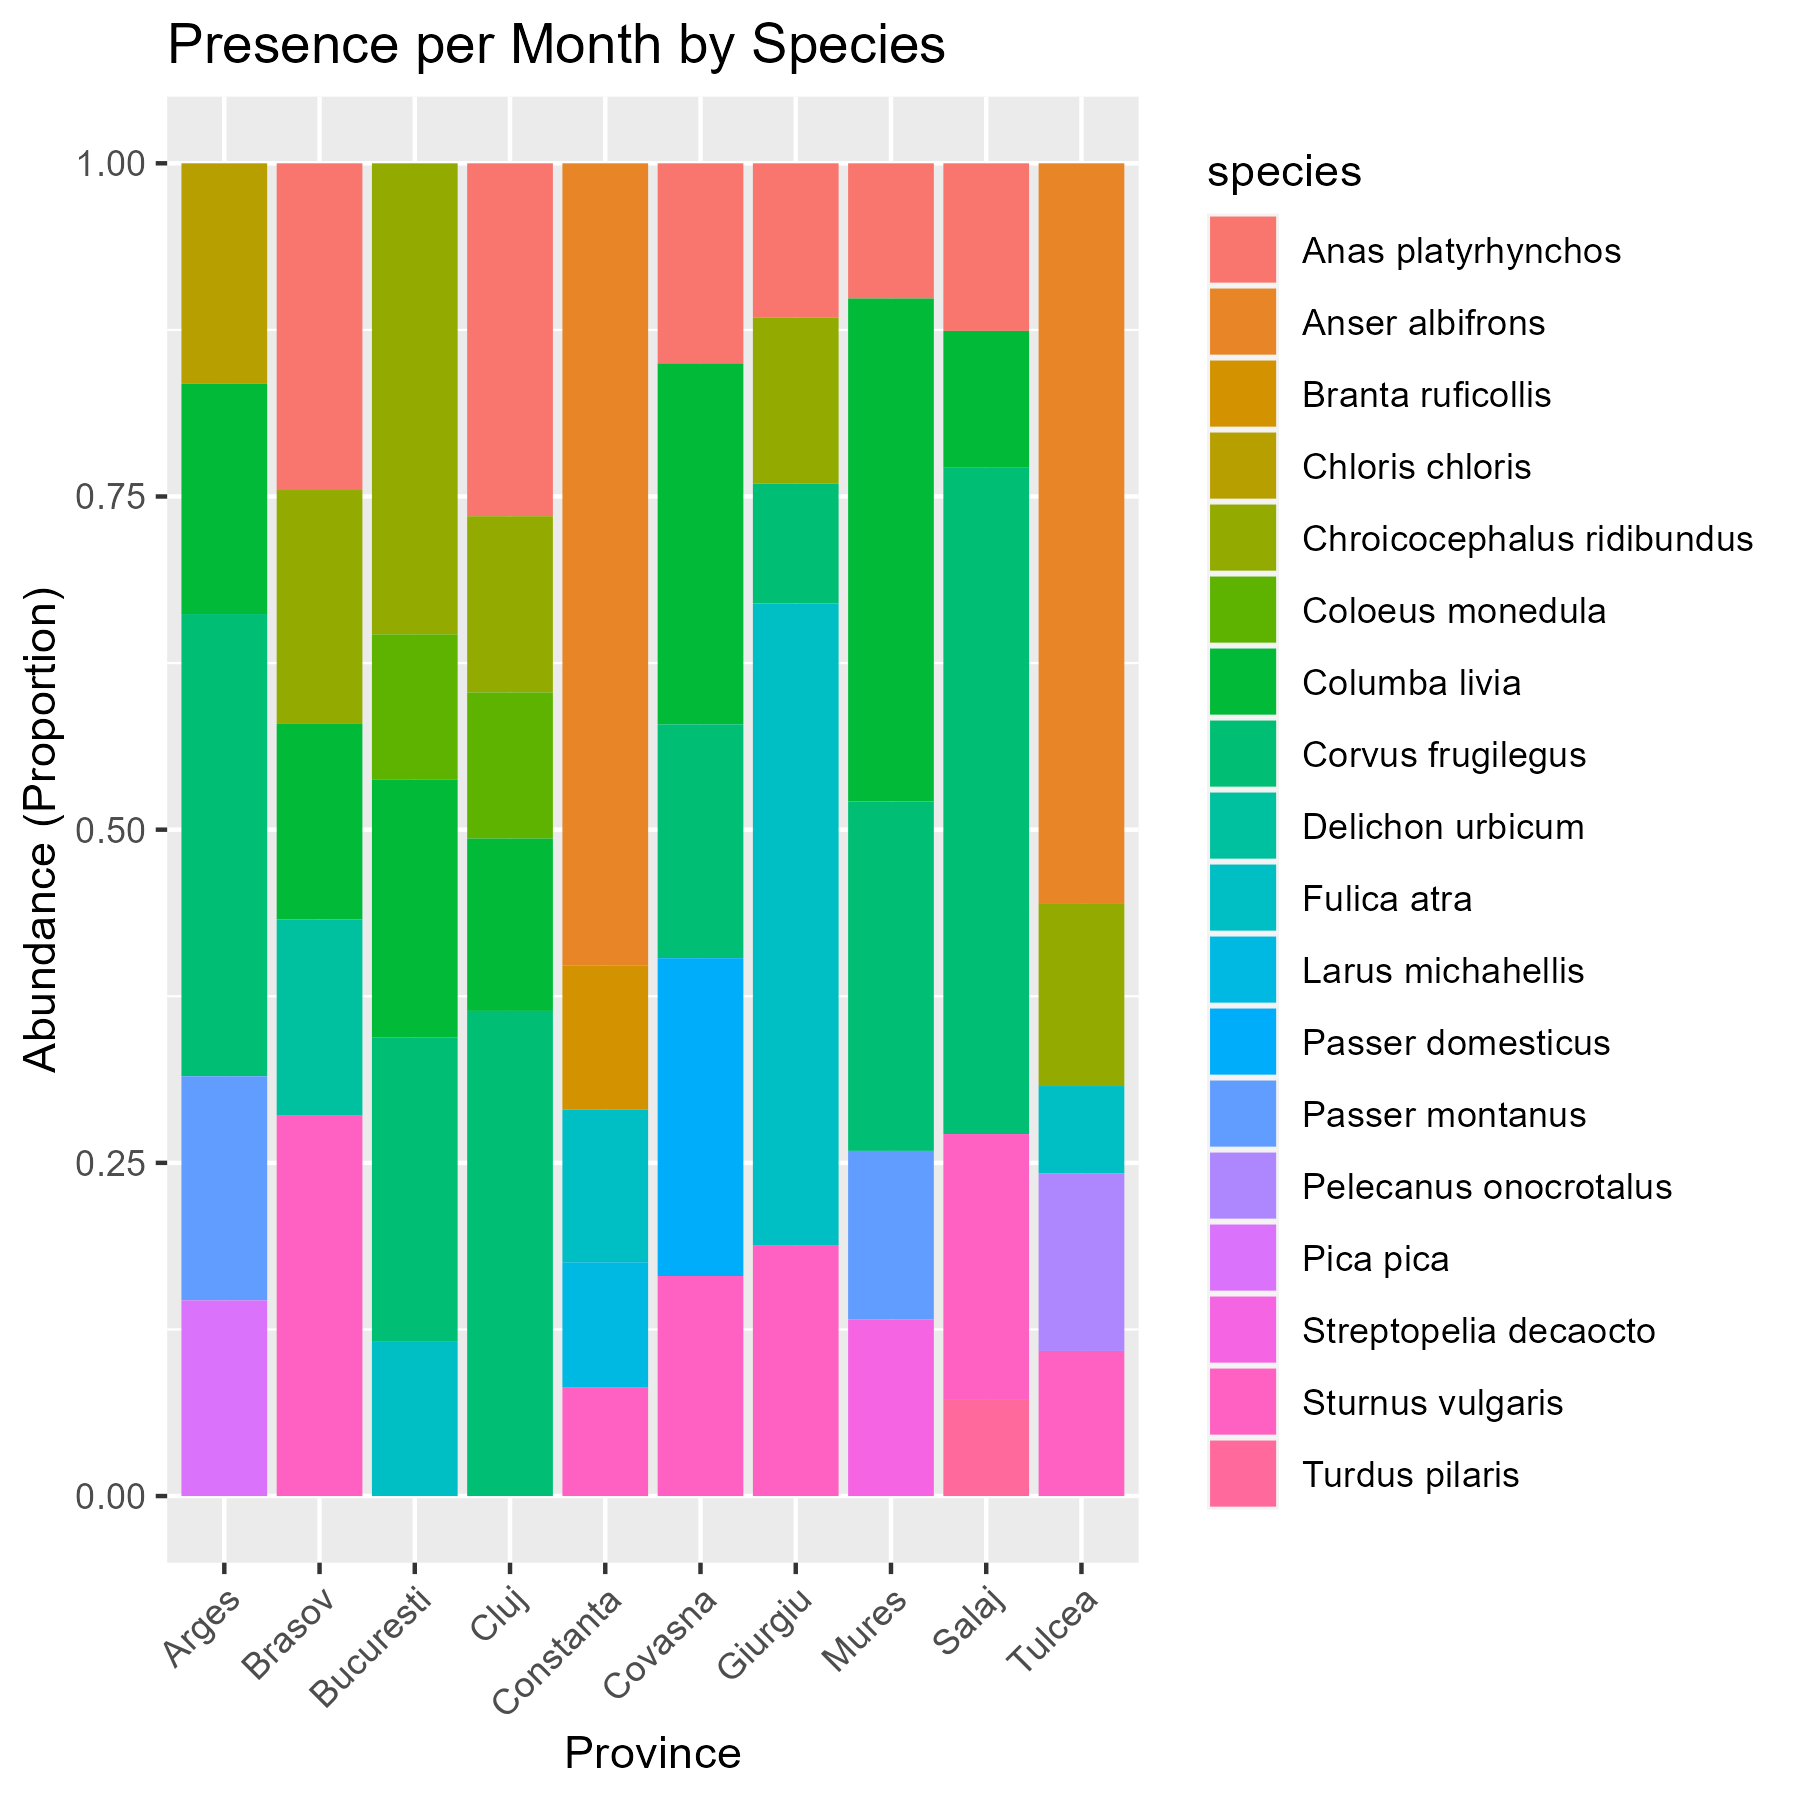 Presence per Month by Species
Abundance (Proportion)
1.00
0.75
0.50
0.25
0.00
Arges
Brasov
Bucuresti
Cluj
Constanta
Covasna
Giurgiu
Mures
Salaj
Tulcea
Province
species
Anas platyrhynchos
Anser albifrons
Branta ruficollis
Chloris chloris
Chroicocephalus ridibundus
Coloeus monedula
Columba livia
Corvus frugilegus
Delichon urbicum
Fulica atra
Larus michahellis
Passer domesticus
Passer montanus
Pelecanus onocrotalus
Pica pica
Streptopelia decaocto
Sturnus vulgaris
Turdus pilaris